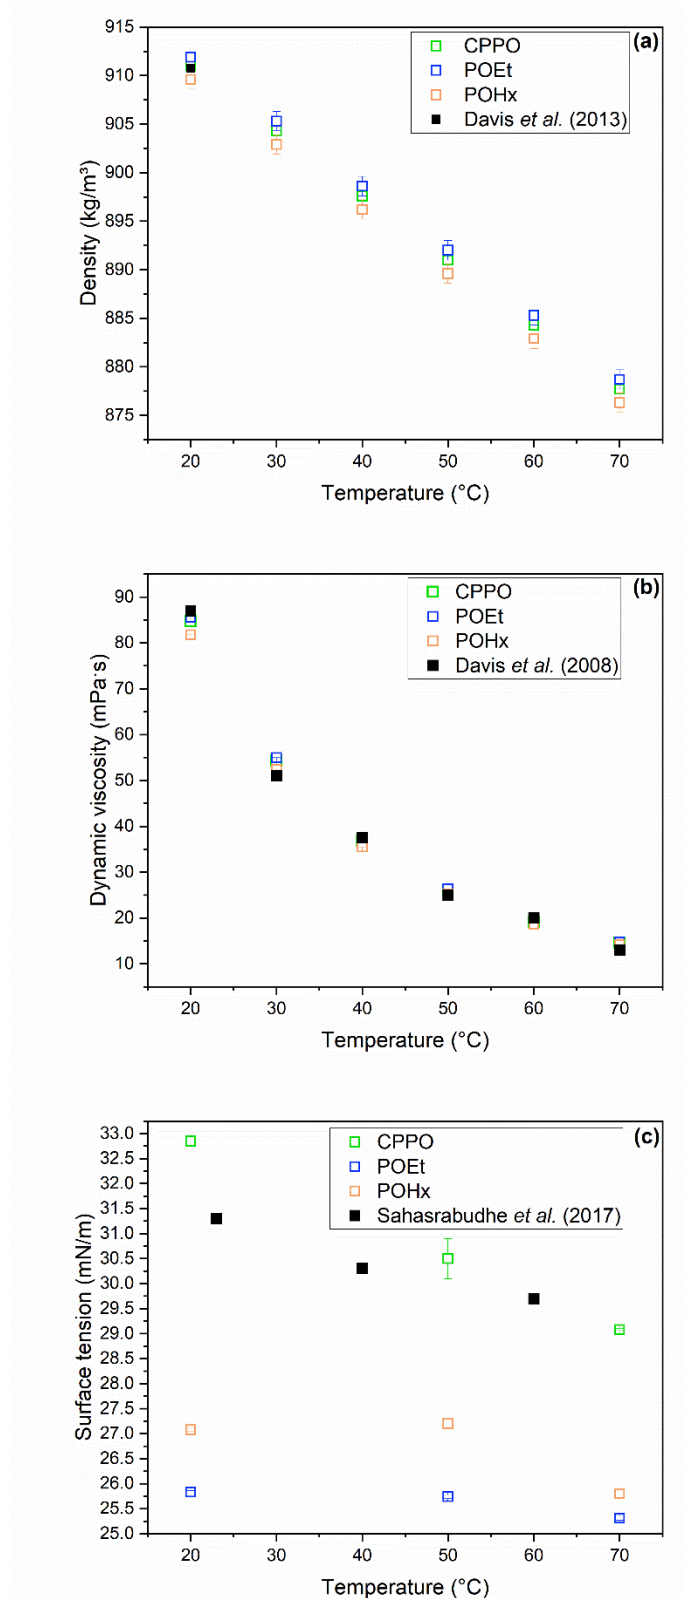 (a)
CPPO
POEt
POHx
Davis et al. (2013)
915
910
905
900
895
890
885
880
875
Density (kg/m³)
20 30 40 50 60 70
Temperature (°C)
(b)
CPPO
POEt
POHx
Davis et al. (2008)
90
80
70
60
50
40
30
20
10
Dynamic viscosity (mPa·s)
20 30 40 50 60 70
Temperature (°C)
(c)
CPPO
POEt
POHx
Sahasrabudhe et al. (2017)
33.0
32.5
32.0
31.5
31.0
30.5
30.0
29.5
29.0
28.5
28.0
27.5
27.0
26.5
26.0
25.5
25.0
Surface tension (mN/m)
20 30 40 50 60 70
Temperature (°C)